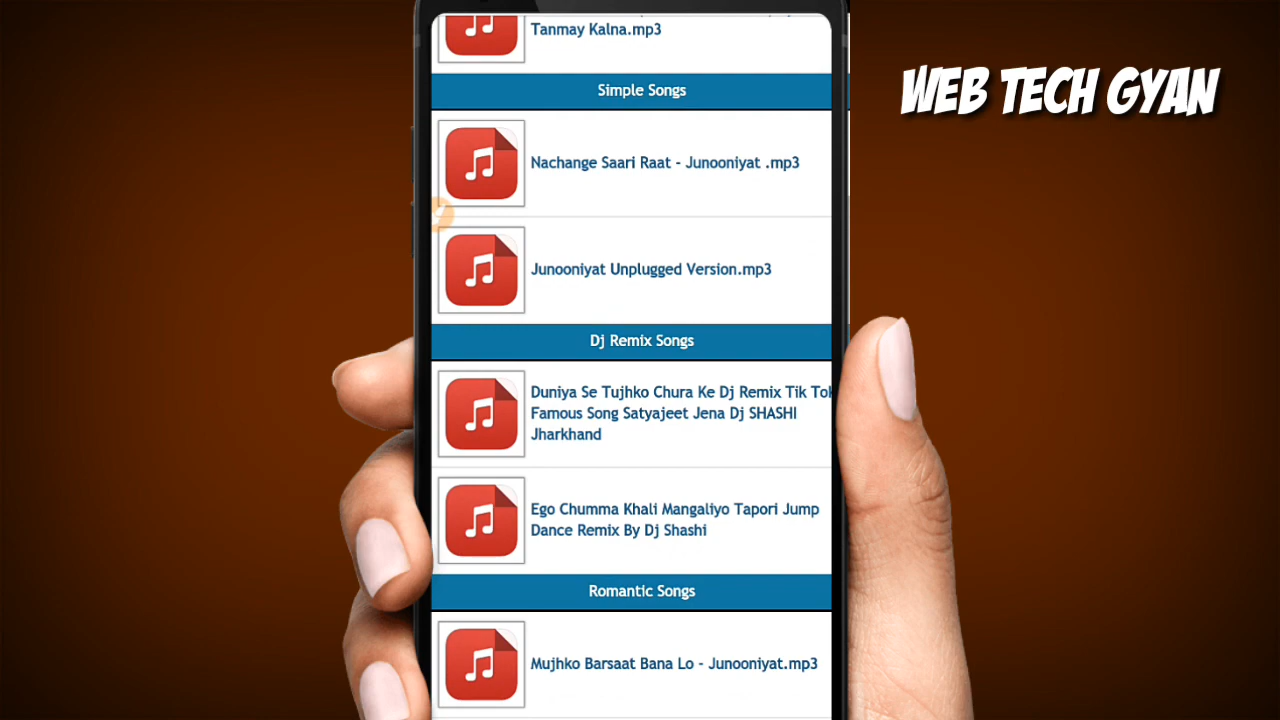 Tanmay Kalna.mp3
WEB TECH GYAN
Simple Songs
Nachange Saari Raat - Junooniyat .mp3
Junooniyat Unplugged Version.mp3
Dj Remix Songs
Duniya Se Tujhko Chura Ke Dj Remix Tik Tok
Famous Song Satyajeet Jena Dj SHASHI
Jharkhand
Ego Chumma Khali Mangaliyo Tapori Jump
Dance Remix By Dj Shashi
Romantic Songs
Mujhko Barsaat Bana Lo - Junooniyat.mp3